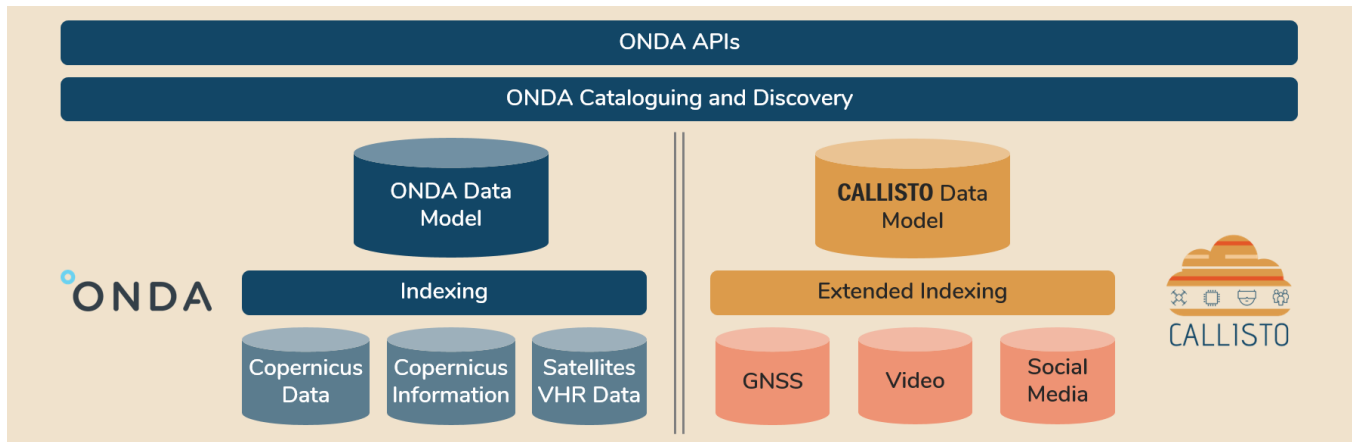 ONDA APIs
ONDA Cataloguing and Discovery
ONDA Data
Model
CALLISTO Data
Model
ONDA
Indexing
Extended Indexing
CALLISTO
Copernicus
Data
Copernicus
Information
Satellites
VHR Data
GNSS
Video
Social
Media